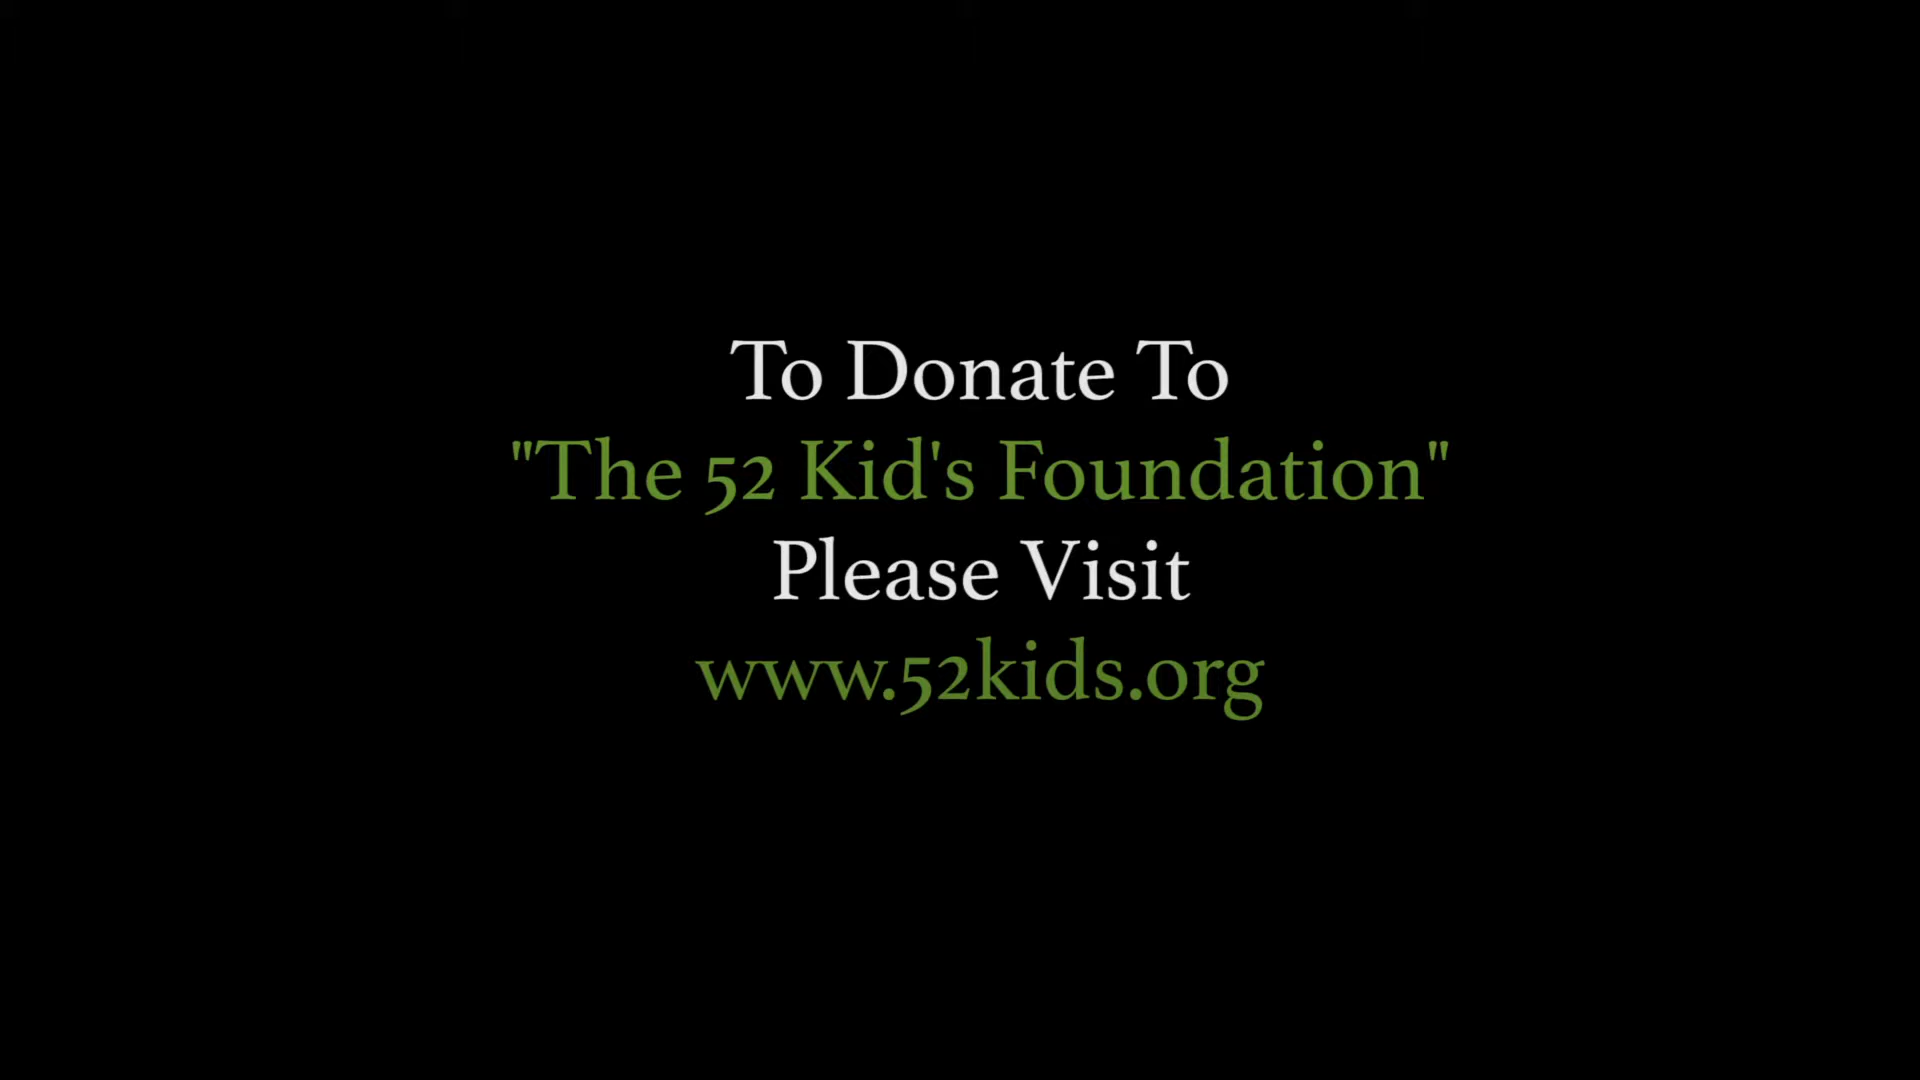 To Donate To
"The 52 Kid's Foundation"
Please Visit
www.52kids.org